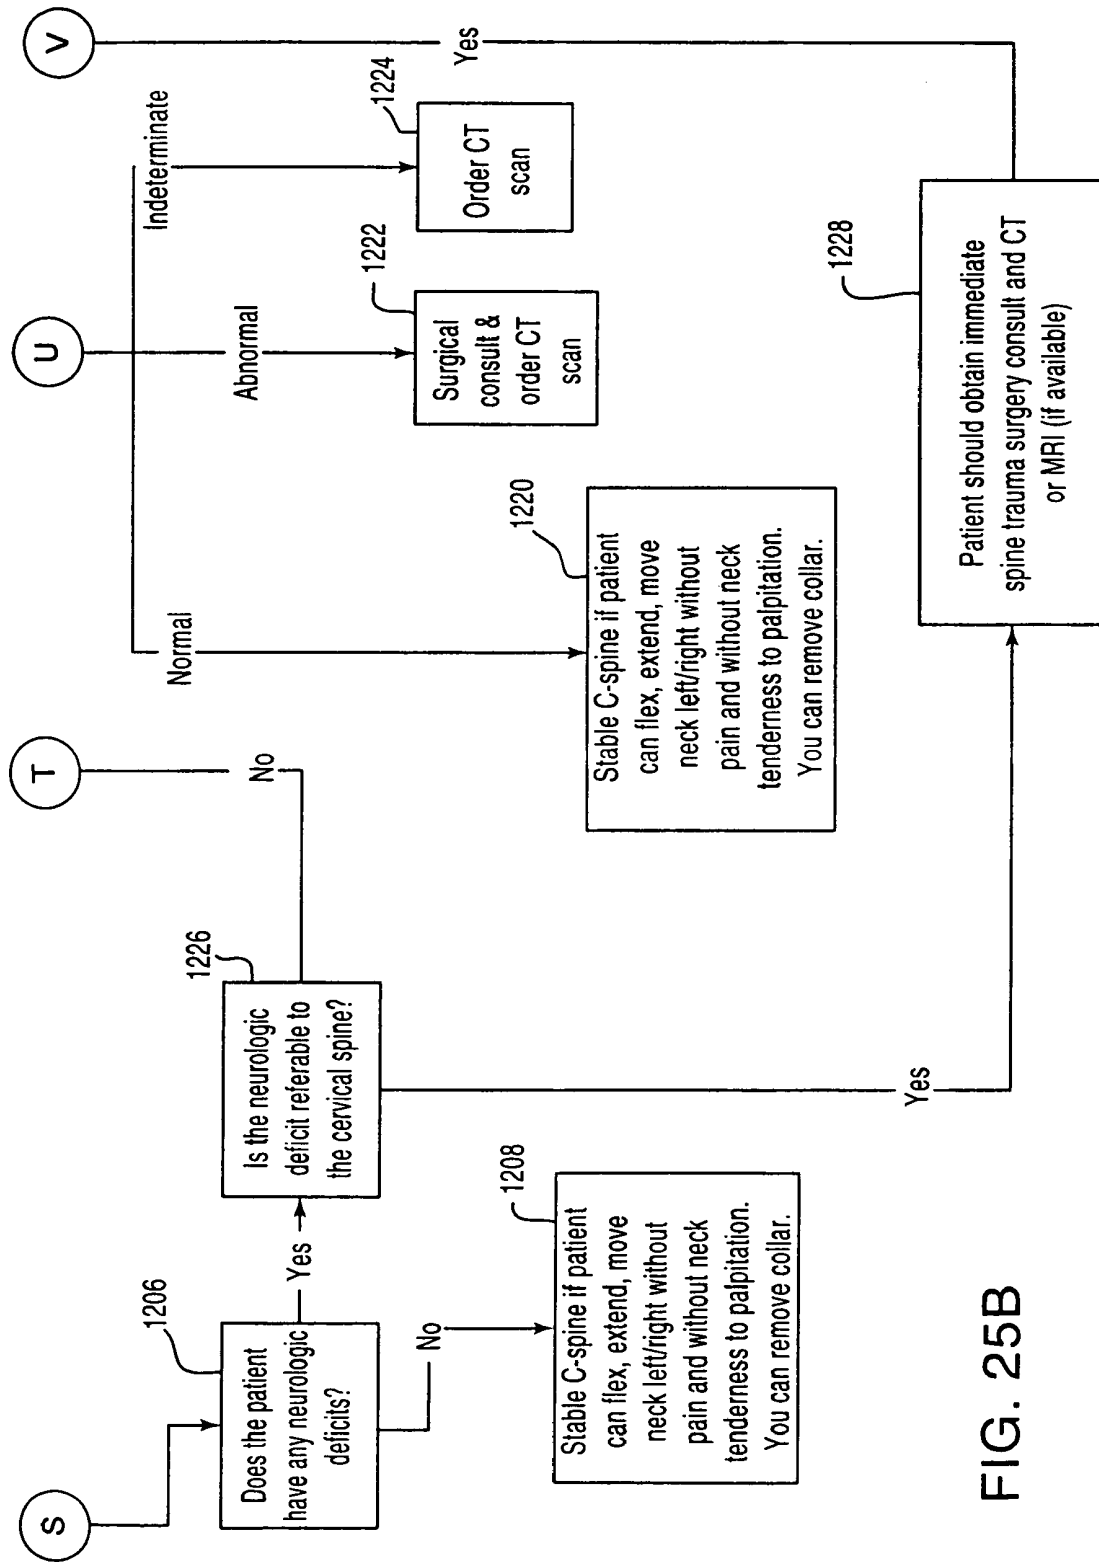 S
T
U
V
1206
Does the patient
have any neurologic
deficits?
Yes
No
1208
Stable C-spine if patient
can flex, extend, move
neck left/right without
pain and without neck
tenderness to palpitation.
You can remove collar.
1226
Is the neurologic
deficit referable to
the cervical spine?
No
Yes
Normal
1220
Stable C-spine if patient
can flex, extend, move
neck left/right without
pain and without neck
tenderness to palpitation.
You can remove collar.
Abnormal
1222
Surgical
consult &
order CT
scan
Indeterminate
1224
Order CT
scan
Yes
1228
Patient should obtain immediate
spine trauma surgery consult and CT
or MRI (if available)
FIG. 25B